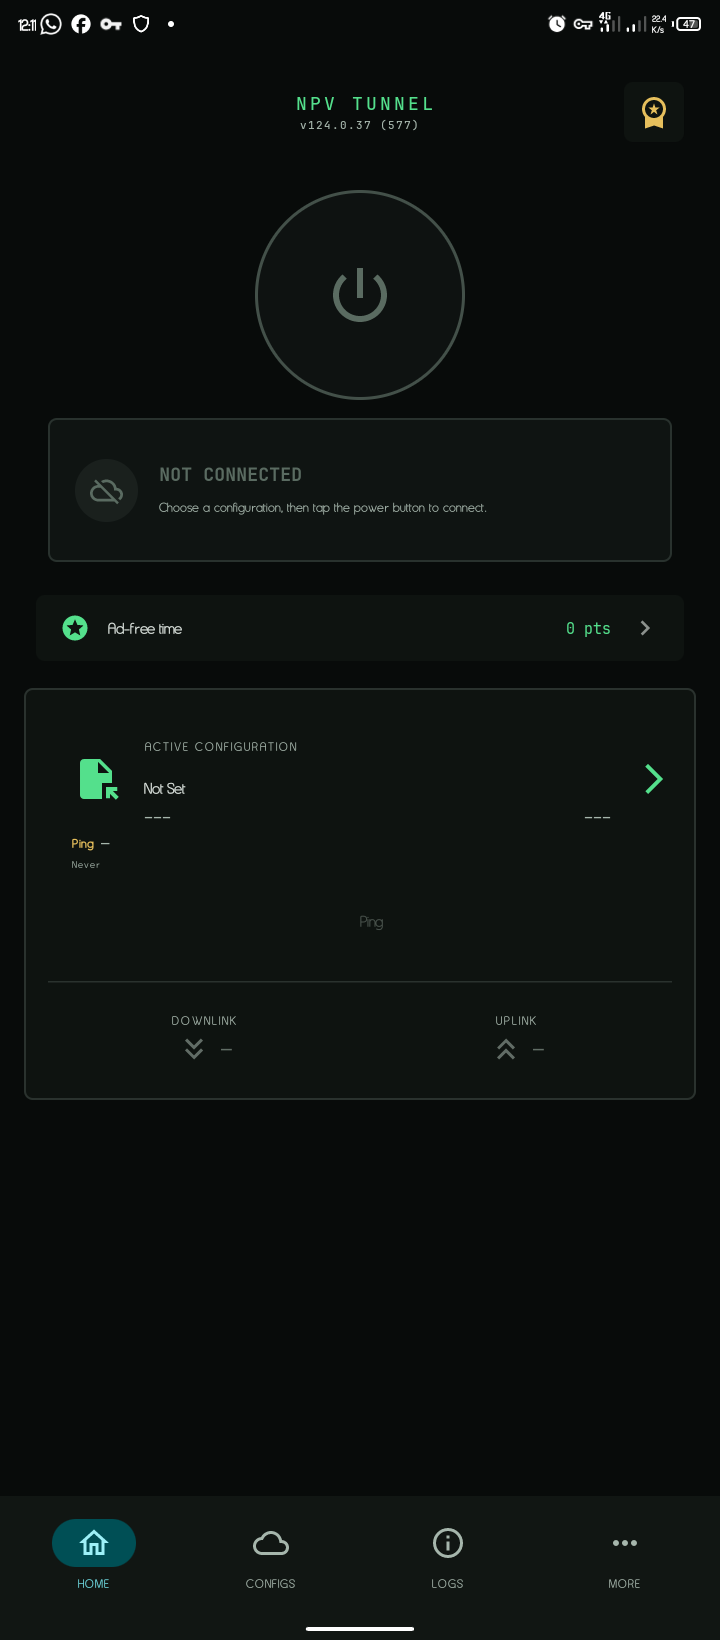 12:11
4G
22.4
K/s
47
NPV TUNNEL
v124.0.37 (577)
NOT CONNECTED
Choose a configuration, then tap the power button to connect.
Ad-free time 0 pts
ACTIVE CONFIGURATION
Not Set
--- ---
Ping –
Never
Ping
DOWNLINK UPLINK
– –
HOME CONFIGS LOGS MORE